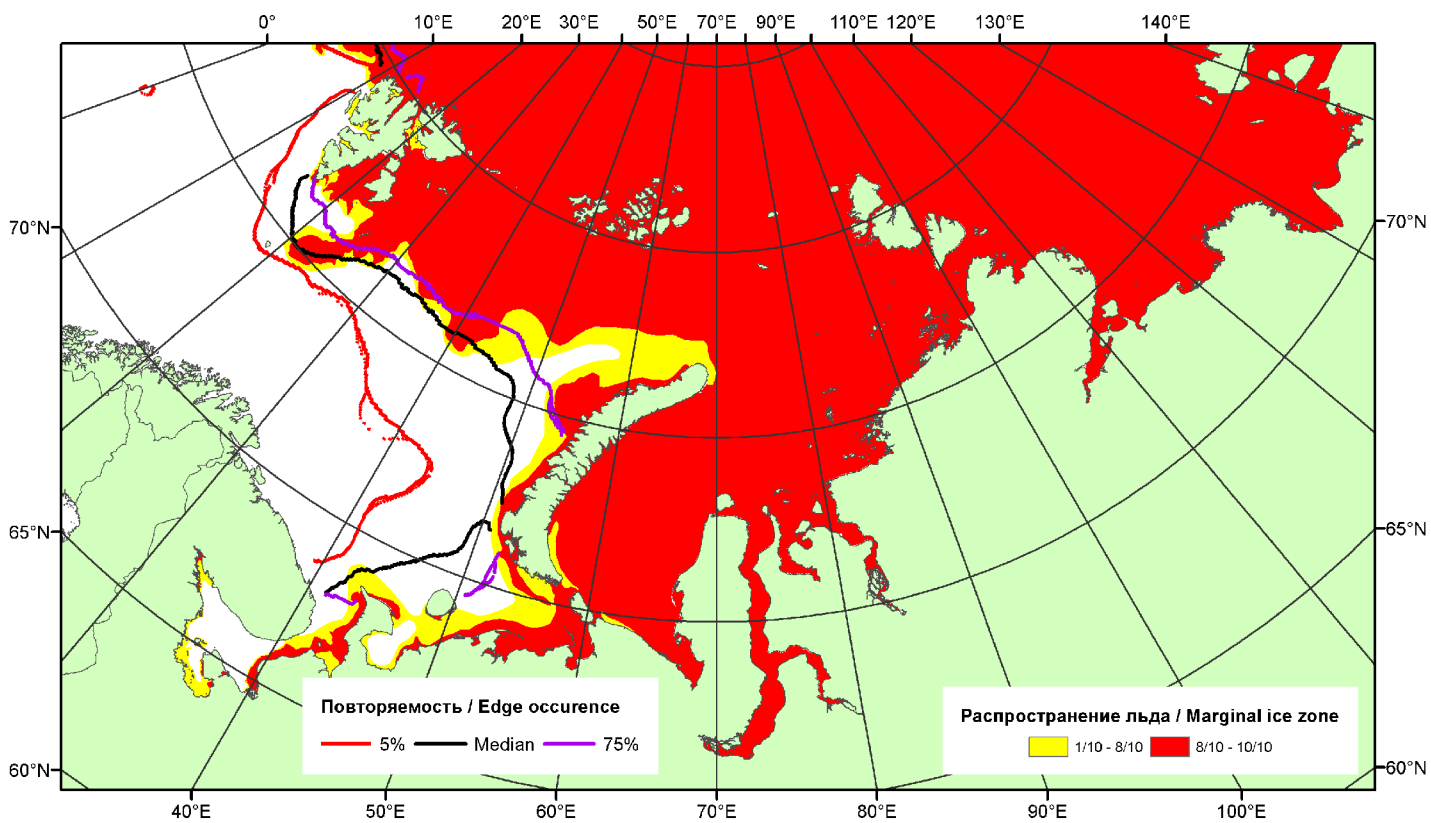 0° 10°E 20°E 30°E 50°E 70°E 90°E 110°E 120°E 130°E 140°E
70°N 70°N
65°N 65°N
60°N 60°N
Повторяемость / Edge occurence
5% Median 75%
Распространение льда / Marginal ice zone
1/10 - 8/10 8/10 - 10/10
40°E 50°E 60°E 70°E 80°E 90°E 100°E